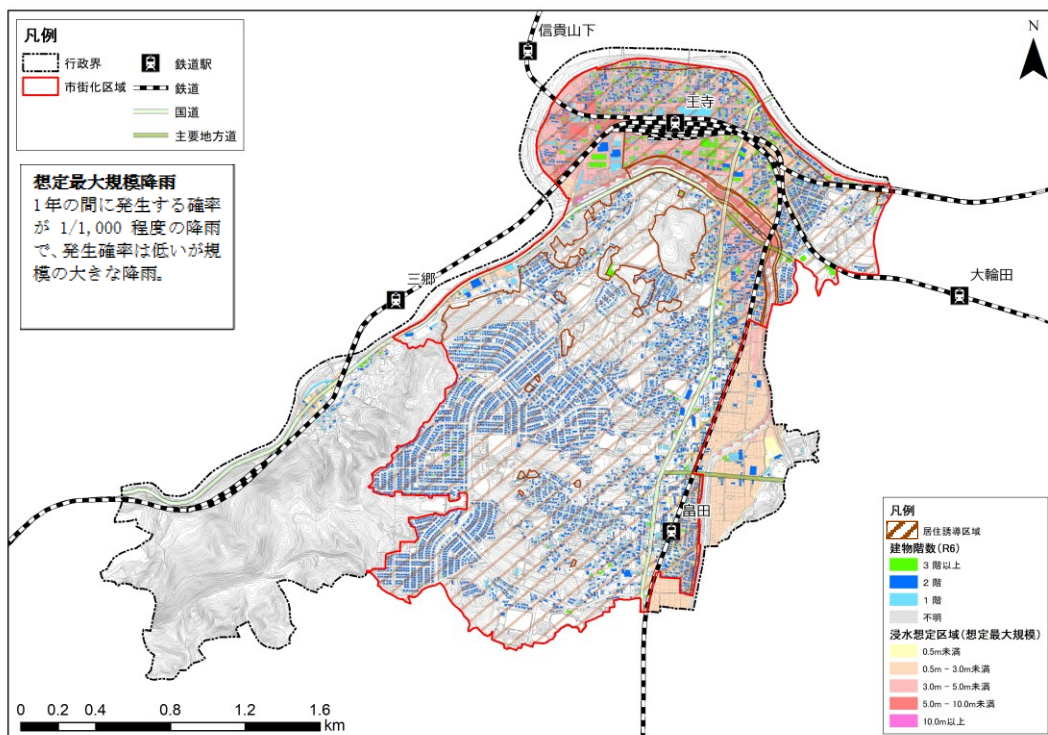 凡例
行政界
鉄道駅
市街化区域
鉄道
国道
主要地方道
想定最大規模降雨
1年の間に発生する確率
が 1/1,000 程度の降雨
で、発生確率は低いが規
模の大きな降雨。
信貴山下
N
王寺
三郷
大輪田
畠田
凡例
居住誘導区域
建物階数(R6)
3 階以上
2 階
1 階
不明
浸水想定区域(想定最大規模)
0.5m未満
0.5m - 3.0m未満
3.0m - 5.0m未満
5.0m - 10.0m未満
10.0m以上
0 0.2 0.4 0.8 1.2 1.6
km